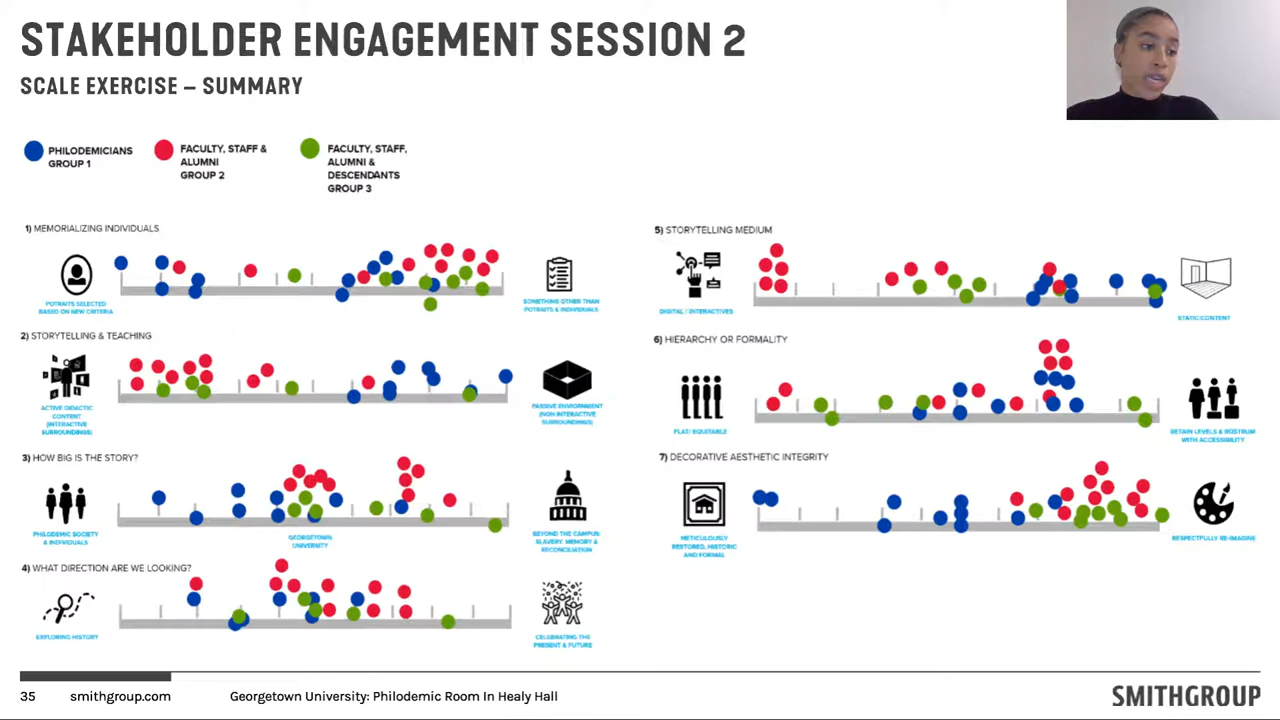 STAKEHOLDER ENGAGEMENT SESSION 2
SCALE EXERCISE – SUMMARY
PHILODEMICIANS
GROUP 1
FACULTY, STAFF &
ALUMNI
GROUP 2
FACULTY, STAFF,
ALUMNI &
DESCENDANTS
GROUP 3
1) MEMORIALIZING INDIVIDUALS
POTRAITS SELECTED
BASED ON NEW CRITERIA
SOMETHING OTHER THAN
POTRAITS & INDIVIDUALS
2) STORYTELLING & TEACHING
ACTIVE DIDACTIC
CONTENT
(INTERACTIVE
SURROUNDINGS)
PASSIVE ENVIORNMENT
(NON INTERACTIVE
SURROUNDINGS)
3) HOW BIG IS THE STORY?
PHILODEMIC SOCIETY
& INDIVIDUALS
GEORGETOWN
UNIVERSITY
BEYOND THE CAMPUS:
SLAVERY, MEMORY &
RECONCILIATION
4) WHAT DIRECTION ARE WE LOOKING?
EXPLORING HISTORY
CELEBRATING THE
PRESENT & FUTURE
5) STORYTELLING MEDIUM
DIGITAL / INTERACTIVES
STATIC CONTENT
6) HIERARCHY OR FORMALITY
FLAT/ EQUITABLE
RETAIN LEVELS & ROSTRUM
WITH ACCESSIBILITY
7) DECORATIVE AESTHETIC INTEGRITY
METICULOUSLY
RESTORED, HISTORIC
AND FORMAL
RESPECTFULLY RE-IMAGINE
35 smithgroup.com Georgetown University: Philodemic Room In Healy Hall
SMITHGROUP